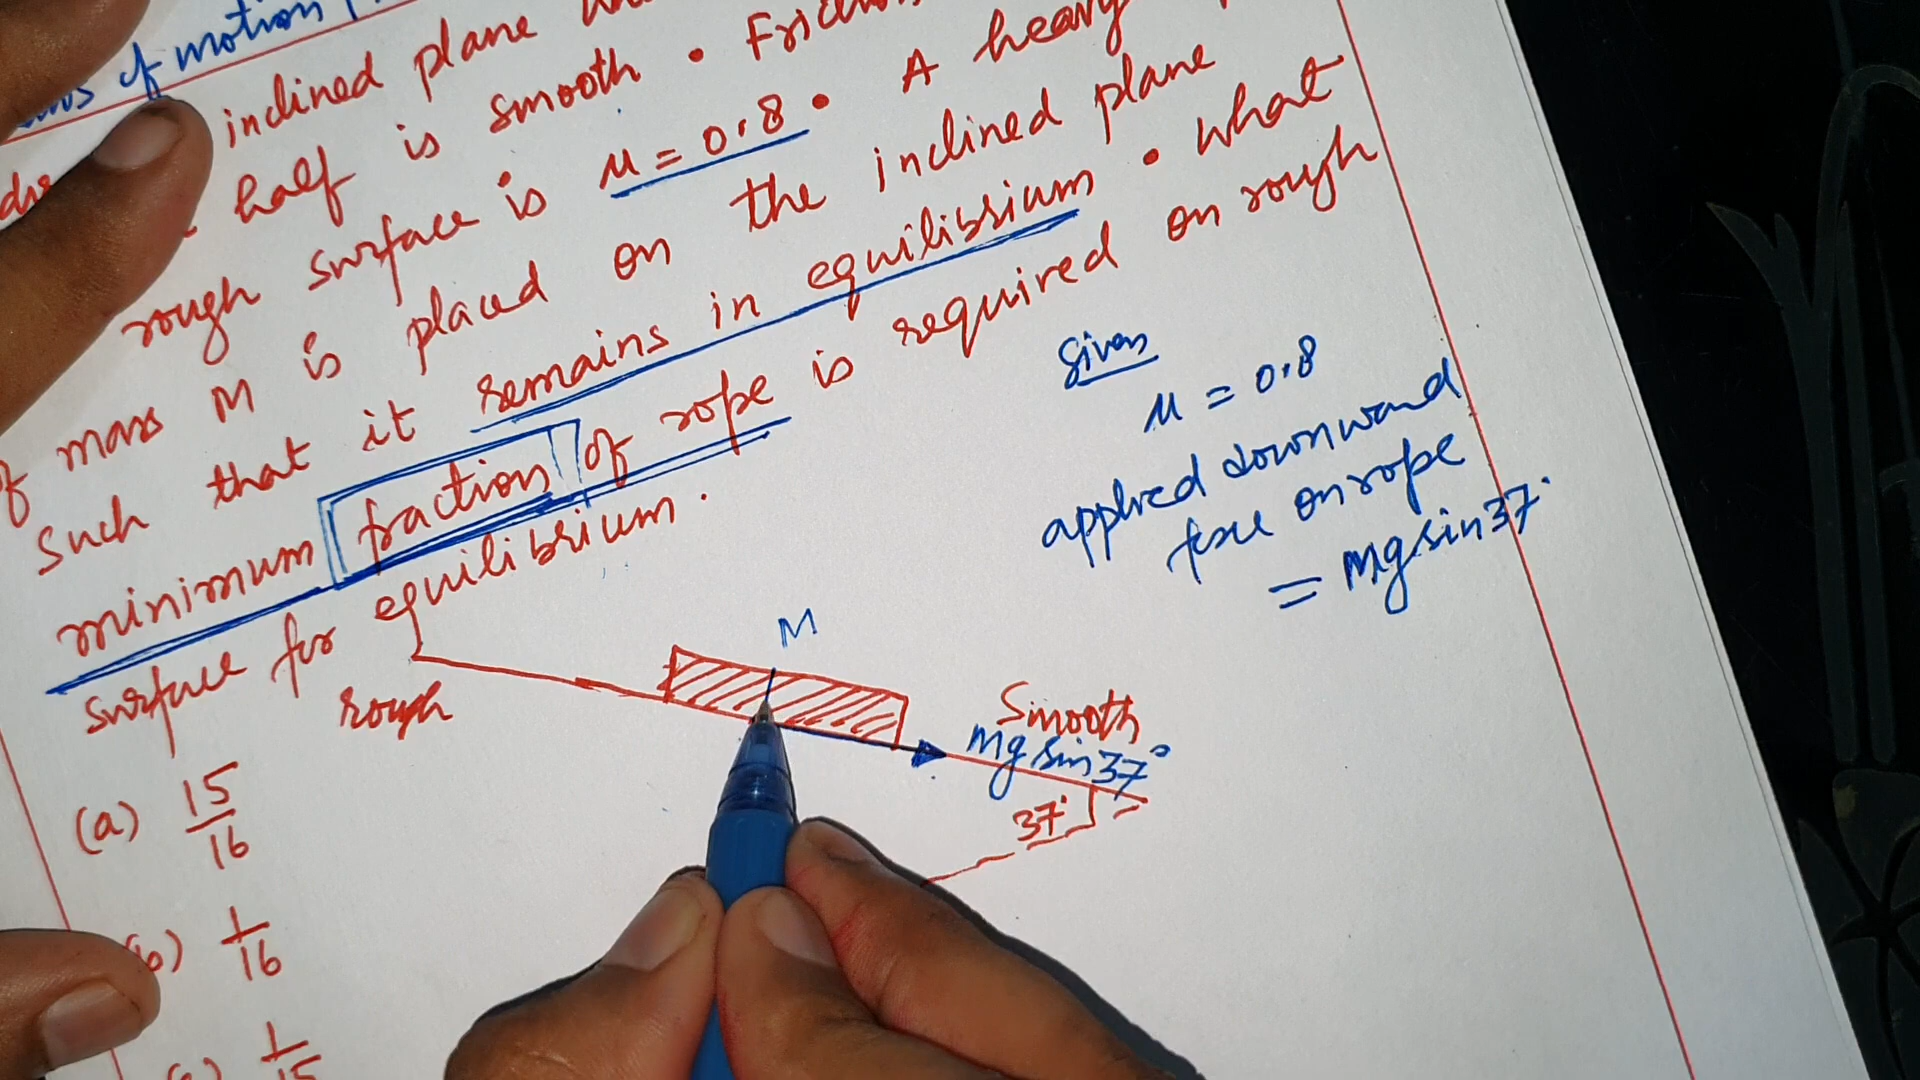 of motion
inclined plane
half is smooth . Friction
rough surface is μ = 0.8 . A heavy
of mass M is placed on the inclined plane
such that it remains in equilibrium . what
minimum fraction of rope is required on rough
surface for equilibrium .
Given
μ = 0.8
applied downward
force on rope
= Mg sin 37°
M
rough
Smooth
Mg sin 37°
37°
(a) 15/16
(b) 1/16
(c) 1/15